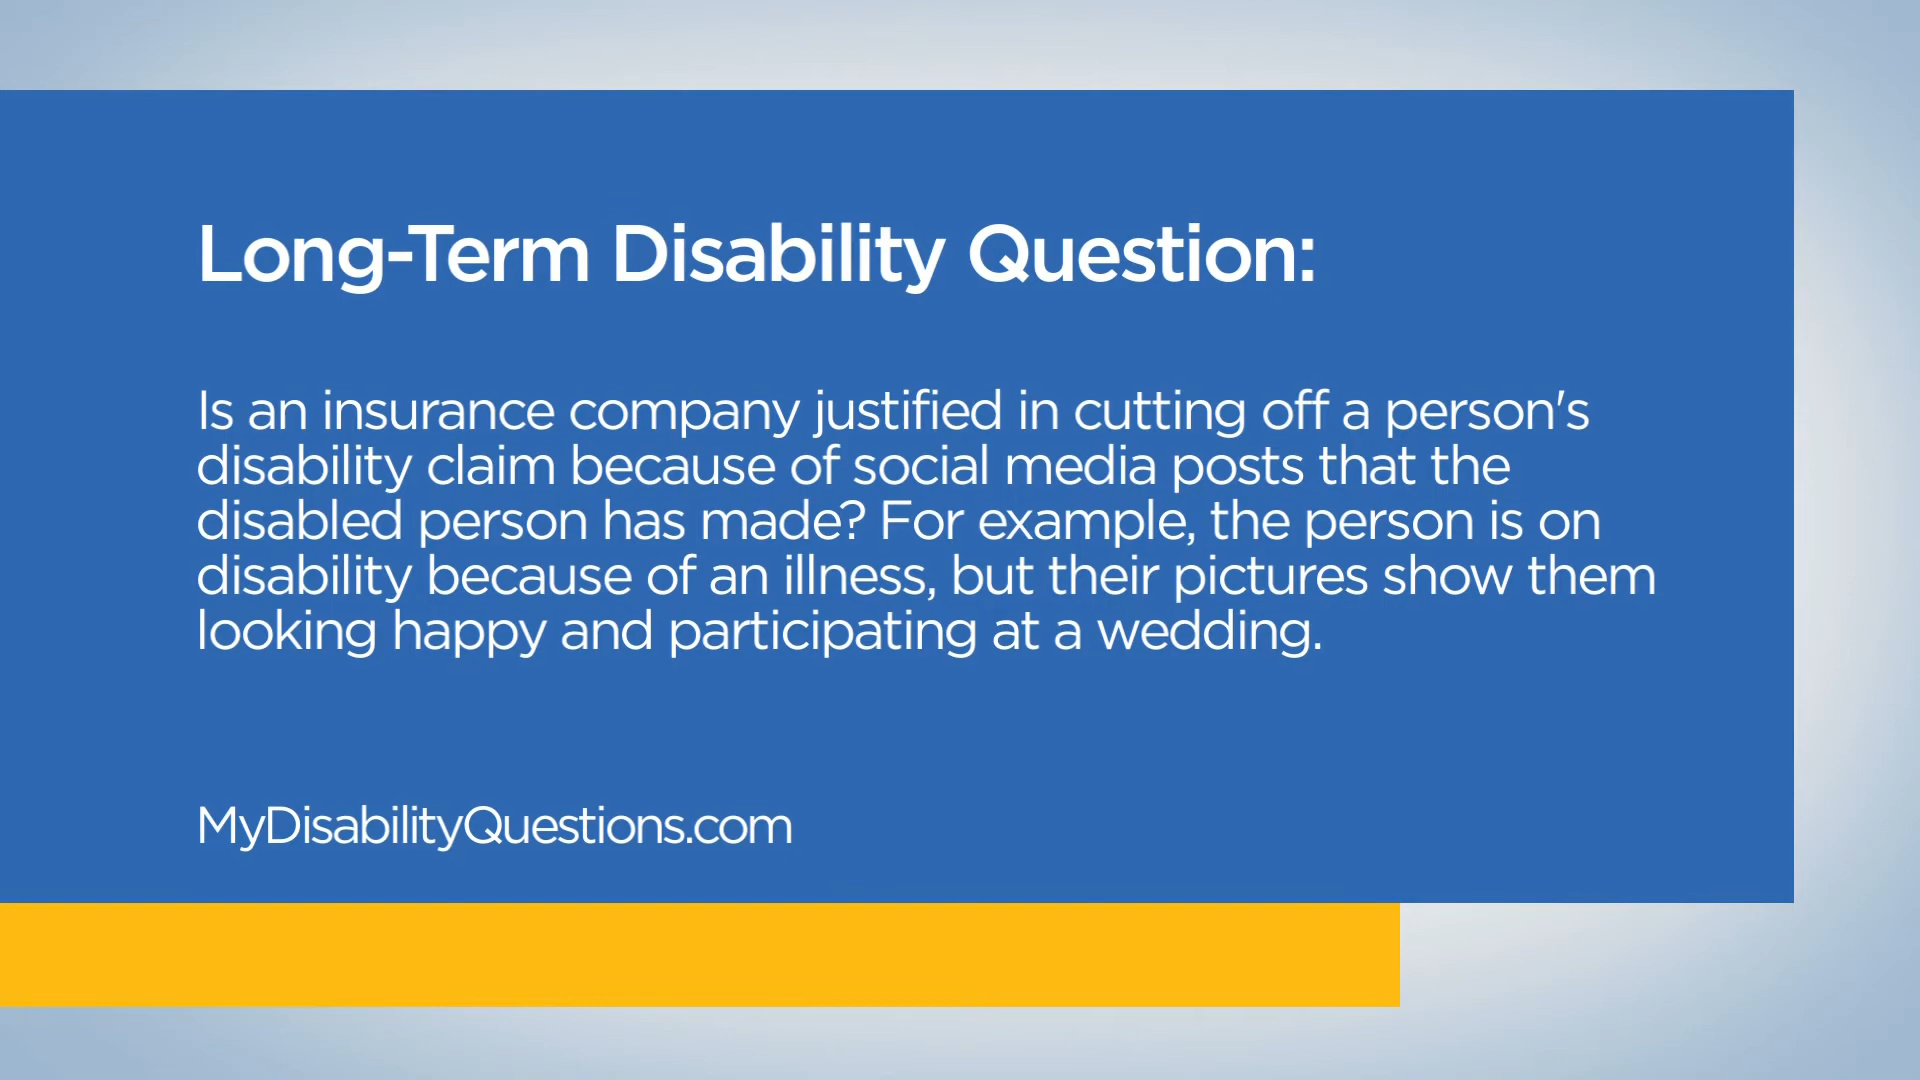 Long-Term Disability Question:
Is an insurance company justified in cutting off a person's
disability claim because of social media posts that the
disabled person has made? For example, the person is on
disability because of an illness, but their pictures show them
looking happy and participating at a wedding.
MyDisabilityQuestions.com